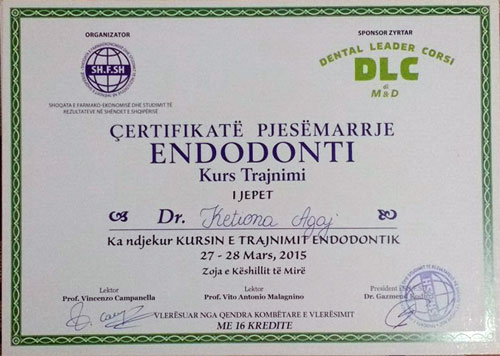 ORGANIZATOR
SH.F.SH
SHOQATA E FARMAKO-EKONOMISË DHE STUDIMIT TË
REZULTATEVE NË SHËNDET E SHQIPËRISË
SPONSOR ZYRTAR
DENTAL LEADER CORSI
DLC
di
M&D
ÇERTIFIKATË PJESËMARRJE
ENDODONTI
Kurs Trajnimi
I JEPET
Dr. Ketiona Agaj
Ka ndjekur KURSIN E TRAJNIMIT ENDODONTIK
27 - 28 Mars, 2015
Zoja e Këshillit të Mirë
Lektor
Prof. Vincenzo Campanella
Lektor
Prof. Vito Antonio Malagnino
President
Dr. Gazmend
VLERËSUAR NGA QENDRA KOMBËTARE E VLERËSIMIT
ME 16 KREDITE